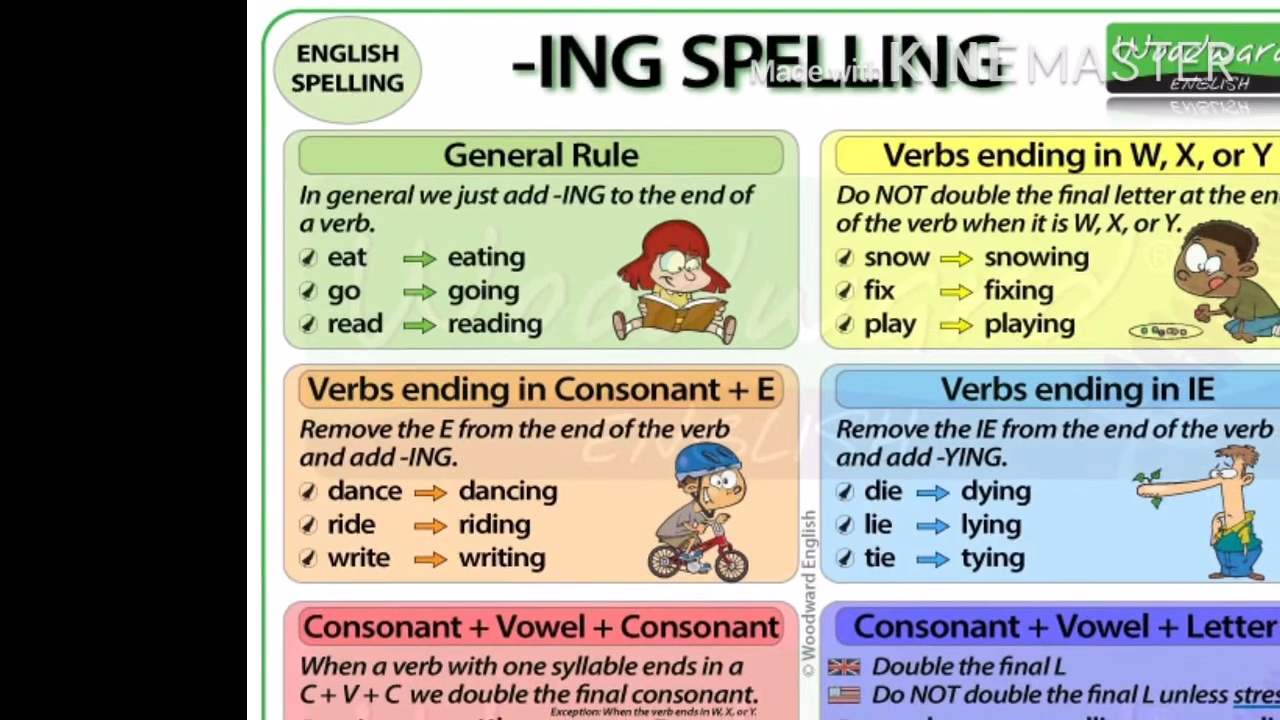 ENGLISH
SPELLING
-ING SPELLING
Made with KINEMASTER
Woodward
ENGLISH
General Rule
In general we just add -ING to the end of
a verb.
eat eating
go going
read reading
Verbs ending in W, X, or Y
Do NOT double the final letter at the en
of the verb when it is W, X, or Y.
snow snowing
fix fixing
play playing
Verbs ending in Consonant + E
Remove the E from the end of the verb
and add -ING.
dance dancing
ride riding
write writing
Verbs ending in IE
Remove the IE from the end of the verb
and add -YING.
die dying
lie lying
tie tying
© Woodward English
Consonant + Vowel + Consonant
When a verb with one syllable ends in a
C + V + C we double the final consonant.
Exception: When the verb ends in W, X, or Y.
Consonant + Vowel + Letter
Double the final L
Do NOT double the final L unless stres